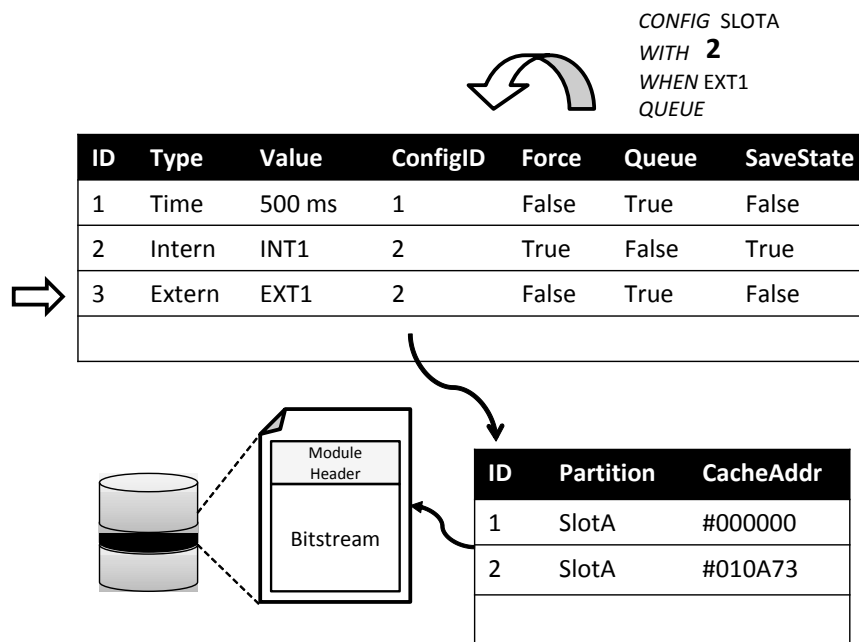 CONFIG SLOTA
WITH 2
WHEN EXT1
QUEUE
ID Type Value ConfigID Force Queue SaveState
1 Time 500 ms 1 False True False
2 Intern INT1 2 True False True
3 Extern EXT1 2 False True False
Module
Header
Bitstream
ID Partition CacheAddr
1 SlotA #000000
2 SlotA #010A73